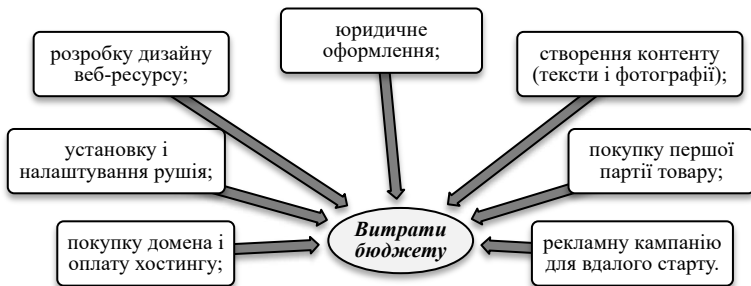 юридичне
оформлення;
розробку дизайну
веб-ресурсу;
створення контенту
(тексти і фотографії);
установку і
налаштування рушія;
покупку першої
партії товару;
покупку домена і
оплату хостингу;
Витрати
бюджету
рекламну кампанію
для вдалого старту.